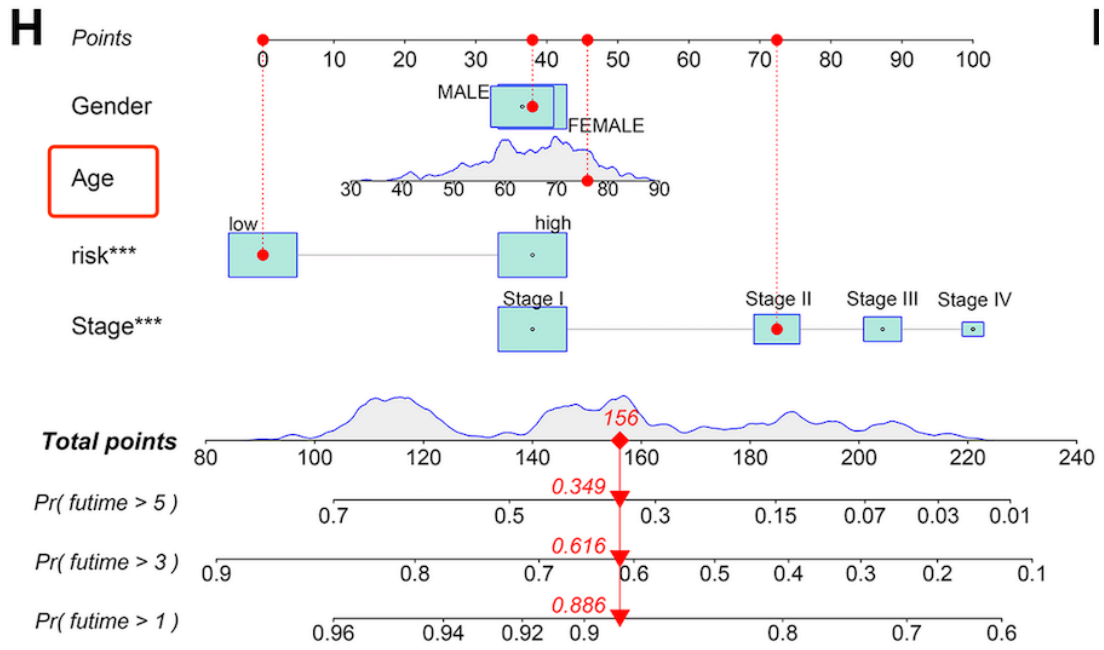 H
Points
0 10 20 30 40 50 60 70 80 90 100
Gender
MALE
FEMALE
Age
30 40 50 60 70 80 90
low
high
risk***
Stage I
Stage II
Stage III
Stage IV
Stage***
156
Total points
80 100 120 140 160 180 200 220 240
0.349
Pr( futime > 5 )
0.7 0.5 0.3 0.15 0.07 0.03 0.01
0.616
Pr( futime > 3 )
0.9 0.8 0.7 0.6 0.5 0.4 0.3 0.2 0.1
0.886
Pr( futime > 1 )
0.96 0.94 0.92 0.9 0.8 0.7 0.6